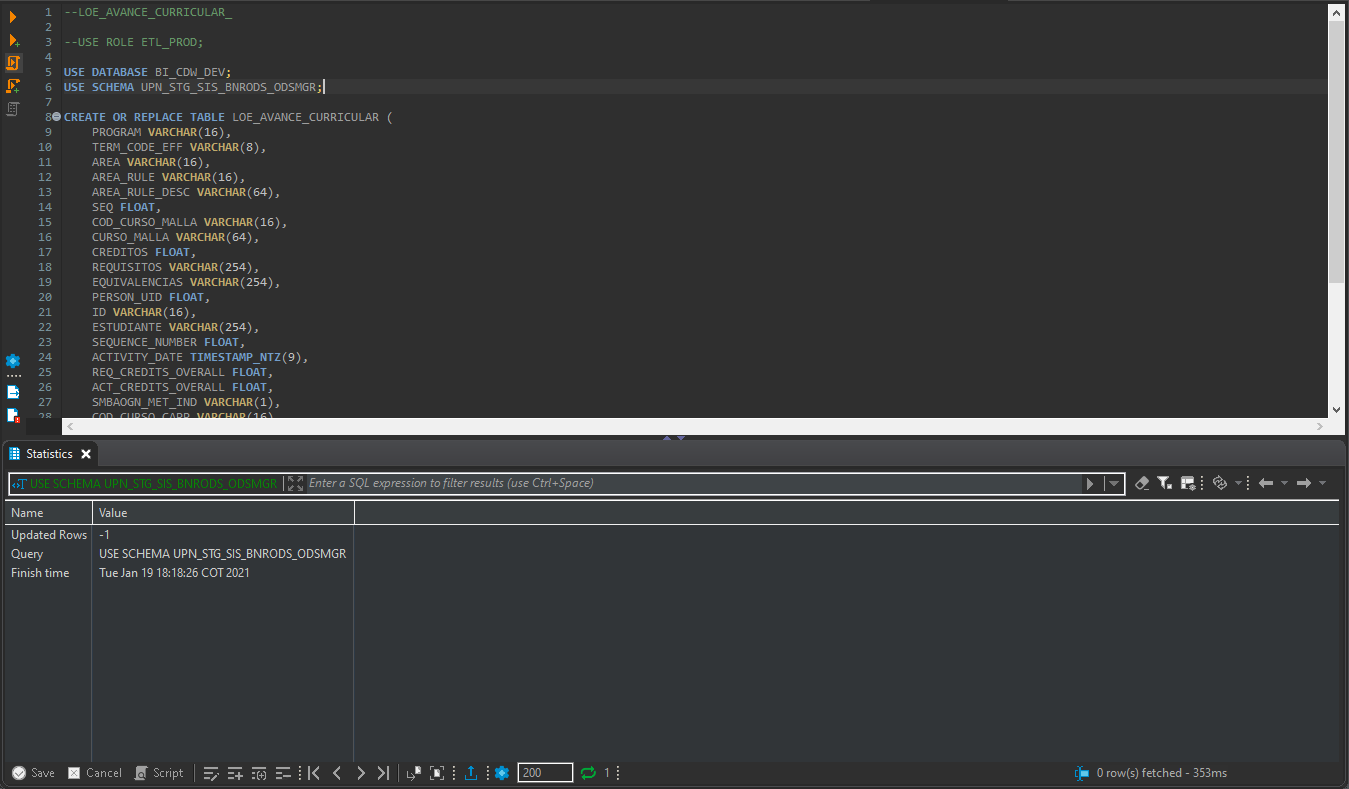 1 --LOE_AVANCE_CURRICULAR_
2
3 --USE ROLE ETL_PROD;
4
5 USE DATABASE BI_CDW_DEV;
6 USE SCHEMA UPN_STG_SIS_BNRODS_ODSMGR;
7
8 CREATE OR REPLACE TABLE LOE_AVANCE_CURRICULAR (
9 PROGRAM VARCHAR(16),
10 TERM_CODE_EFF VARCHAR(8),
11 AREA VARCHAR(16),
12 AREA_RULE VARCHAR(16),
13 AREA_RULE_DESC VARCHAR(64),
14 SEQ FLOAT,
15 COD_CURSO_MALLA VARCHAR(16),
16 CURSO_MALLA VARCHAR(64),
17 CREDITOS FLOAT,
18 REQUISITOS VARCHAR(254),
19 EQUIVALENCIAS VARCHAR(254),
20 PERSON_UID FLOAT,
21 ID VARCHAR(16),
22 ESTUDIANTE VARCHAR(254),
23 SEQUENCE_NUMBER FLOAT,
24 ACTIVITY_DATE TIMESTAMP_NTZ(9),
25 REQ_CREDITS_OVERALL FLOAT,
26 ACT_CREDITS_OVERALL FLOAT,
27 SMBAOGN_MET_IND VARCHAR(1),
28 COD_CURSO_CAPP VARCHAR(16)
Statistics
USE SCHEMA UPN_STG_SIS_BNRODS_ODSMGR Enter a SQL expression to filter results (use Ctrl+Space)
Name Value
Updated Rows -1
Query USE SCHEMA UPN_STG_SIS_BNRODS_ODSMGR
Finish time Tue Jan 19 18:18:26 COT 2021
Save Cancel Script 200 1 0 row(s) fetched - 353ms